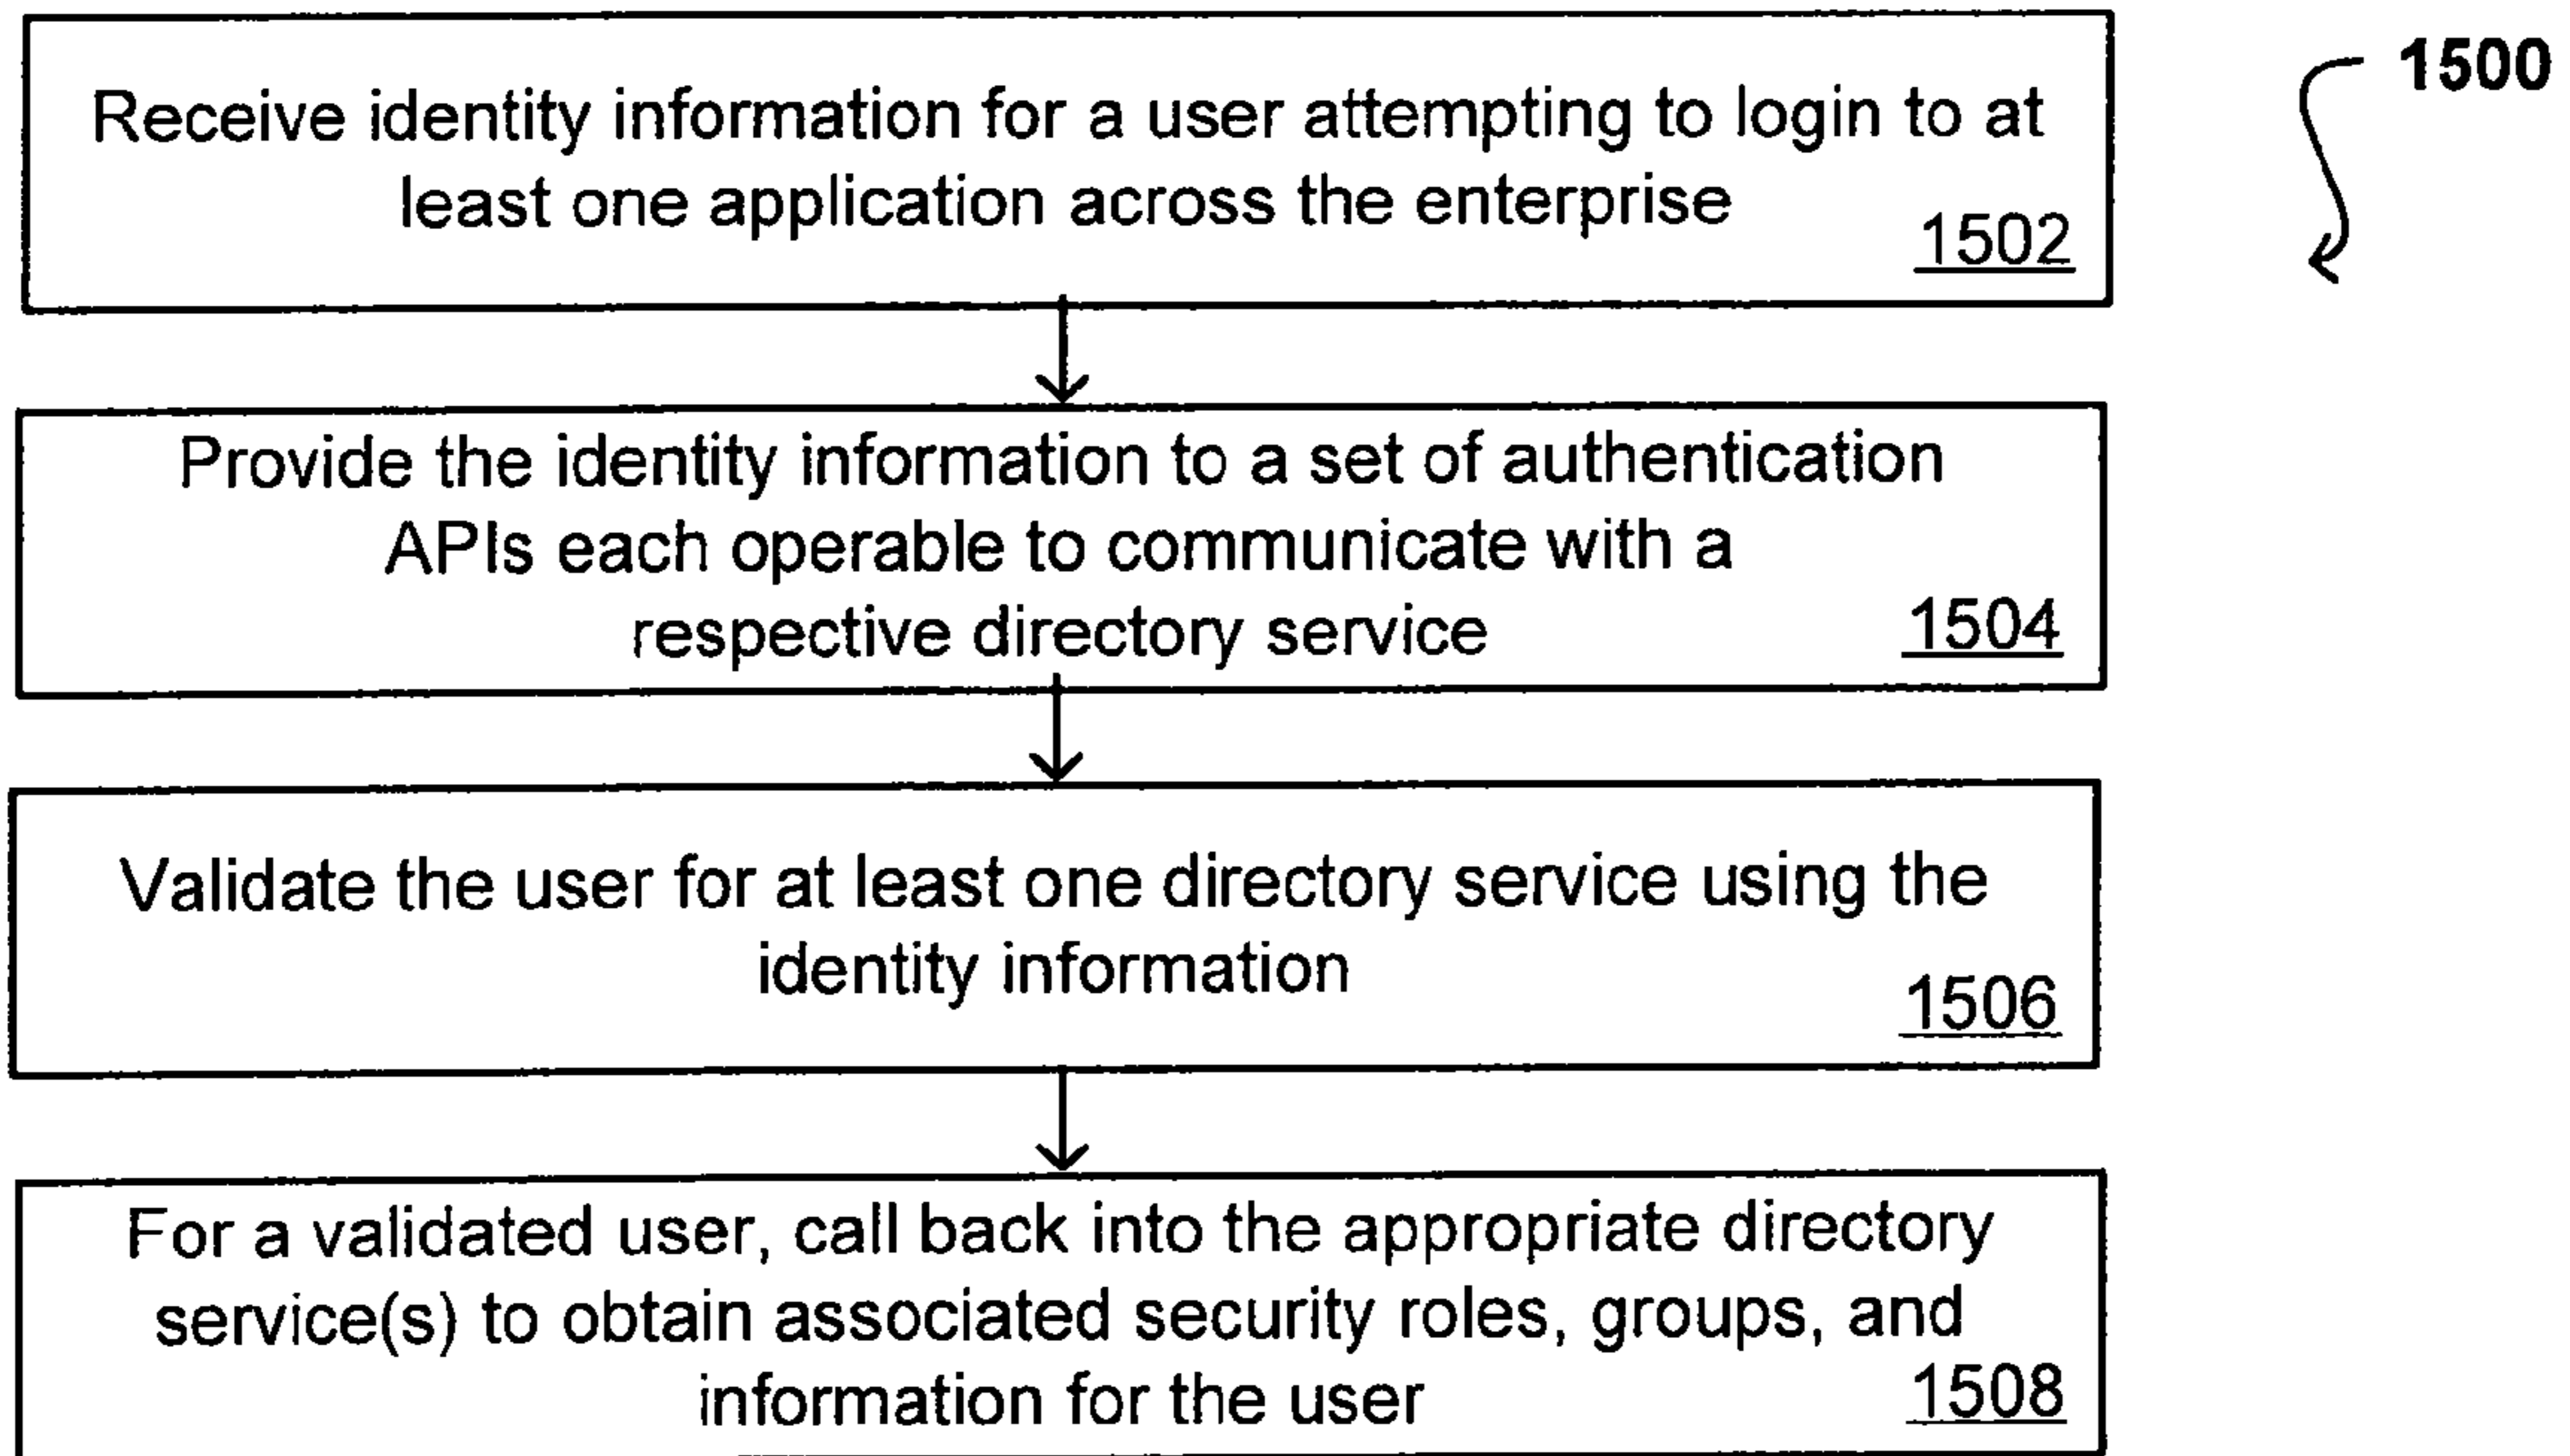 1500
Receive identity information for a user attempting to login to at
least one application across the enterprise
1502
Provide the identity information to a set of authentication
APIs each operable to communicate with a
respective directory service
1504
Validate the user for at least one directory service using the
identity information
1506
For a validated user, call back into the appropriate directory
service(s) to obtain associated security roles, groups, and
information for the user
1508